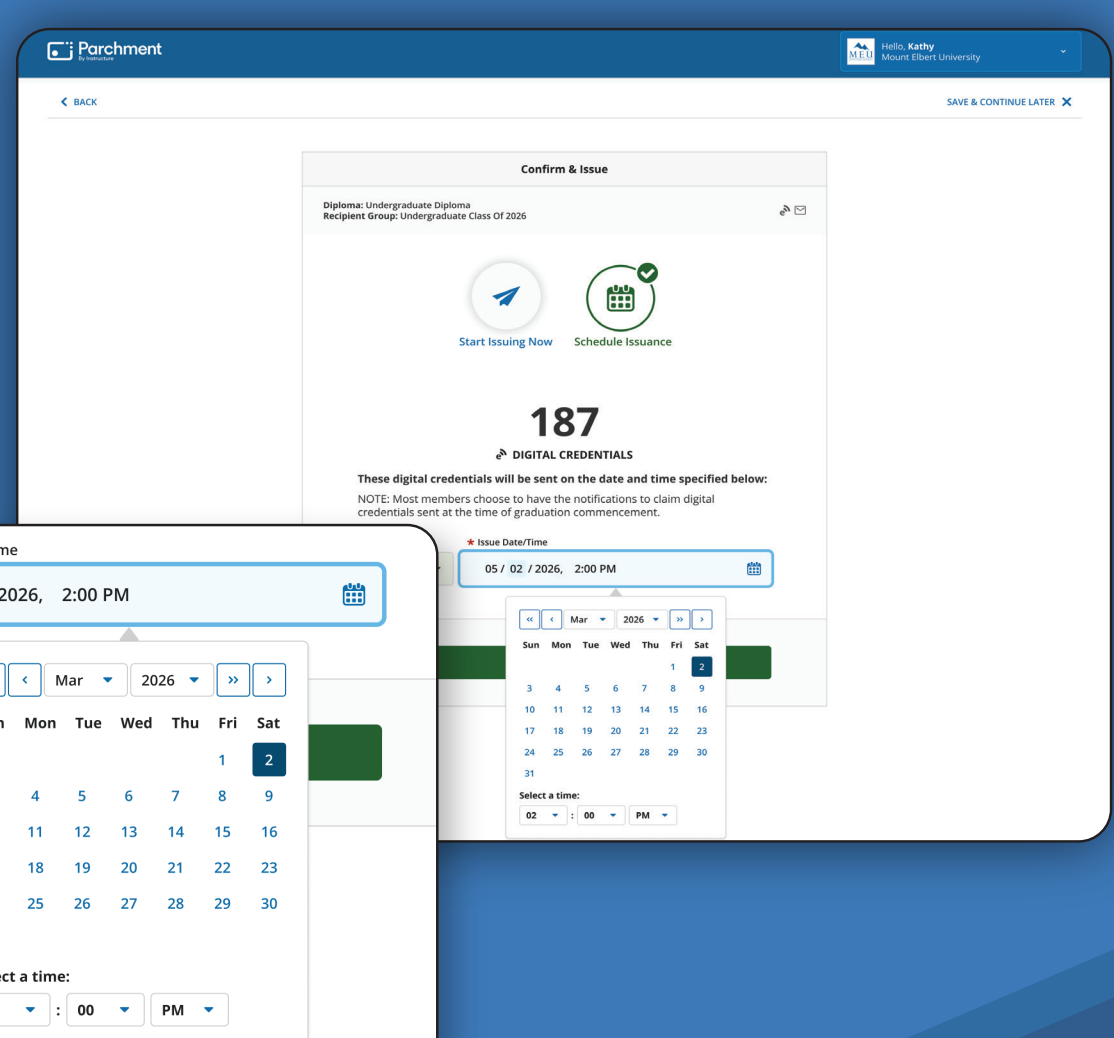 Parchment
By Instructure
MEU
Hello, Kathy
Mount Elbert University
BACK
SAVE & CONTINUE LATER
Confirm & Issue
Diploma: Undergraduate Diploma
Recipient Group: Undergraduate Class Of 2026
Start Issuing Now
Schedule Issuance
187
DIGITAL CREDENTIALS
These digital credentials will be sent on the date and time specified below:
NOTE: Most members choose to have the notifications to claim digital
credentials sent at the time of graduation commencement.
* Issue Date/Time
05 / 02 / 2026, 2:00 PM
Mar 2026
Sun Mon Tue Wed Thu Fri Sat
1 2
3 4 5 6 7 8 9
10 11 12 13 14 15 16
17 18 19 20 21 22 23
24 25 26 27 28 29 30
31
Select a time:
02 : 00 PM
me
2026, 2:00 PM
Mar 2026
n Mon Tue Wed Thu Fri Sat
1 2
4 5 6 7 8 9
11 12 13 14 15 16
18 19 20 21 22 23
25 26 27 28 29 30
ect a time:
: 00 PM